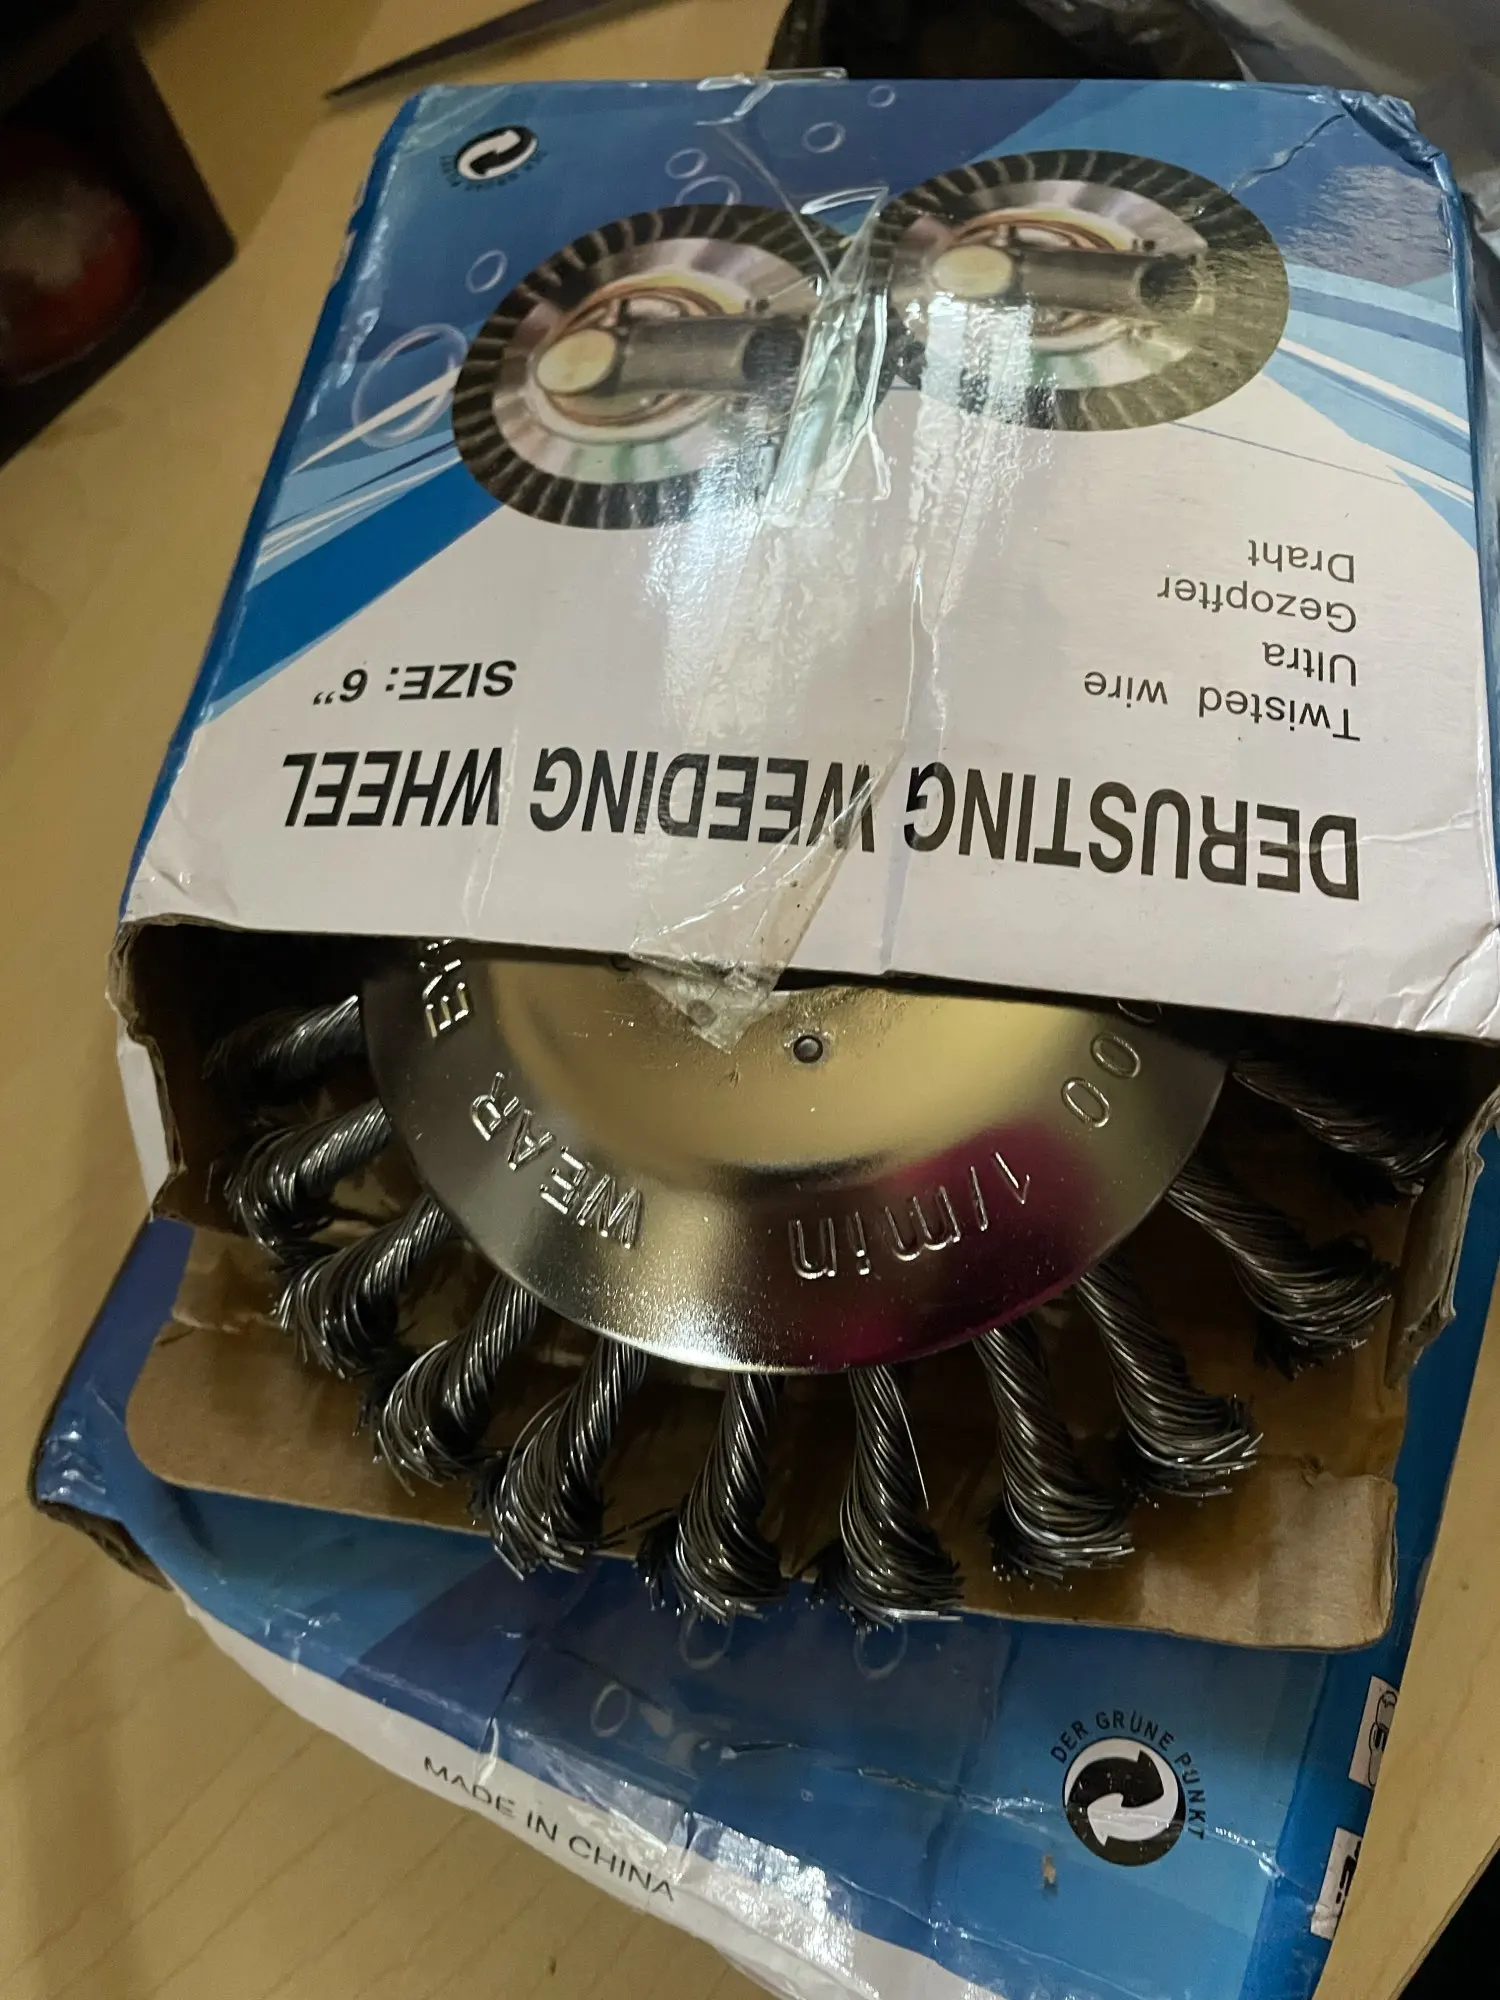 DERUSTING WEEDING WHEEL
Twisted wire
Ultra
Gezopfter
Draht
SIZE: 6"
WEAR
1/min
DER GRÜNE PUNKT
MADE IN CHINA